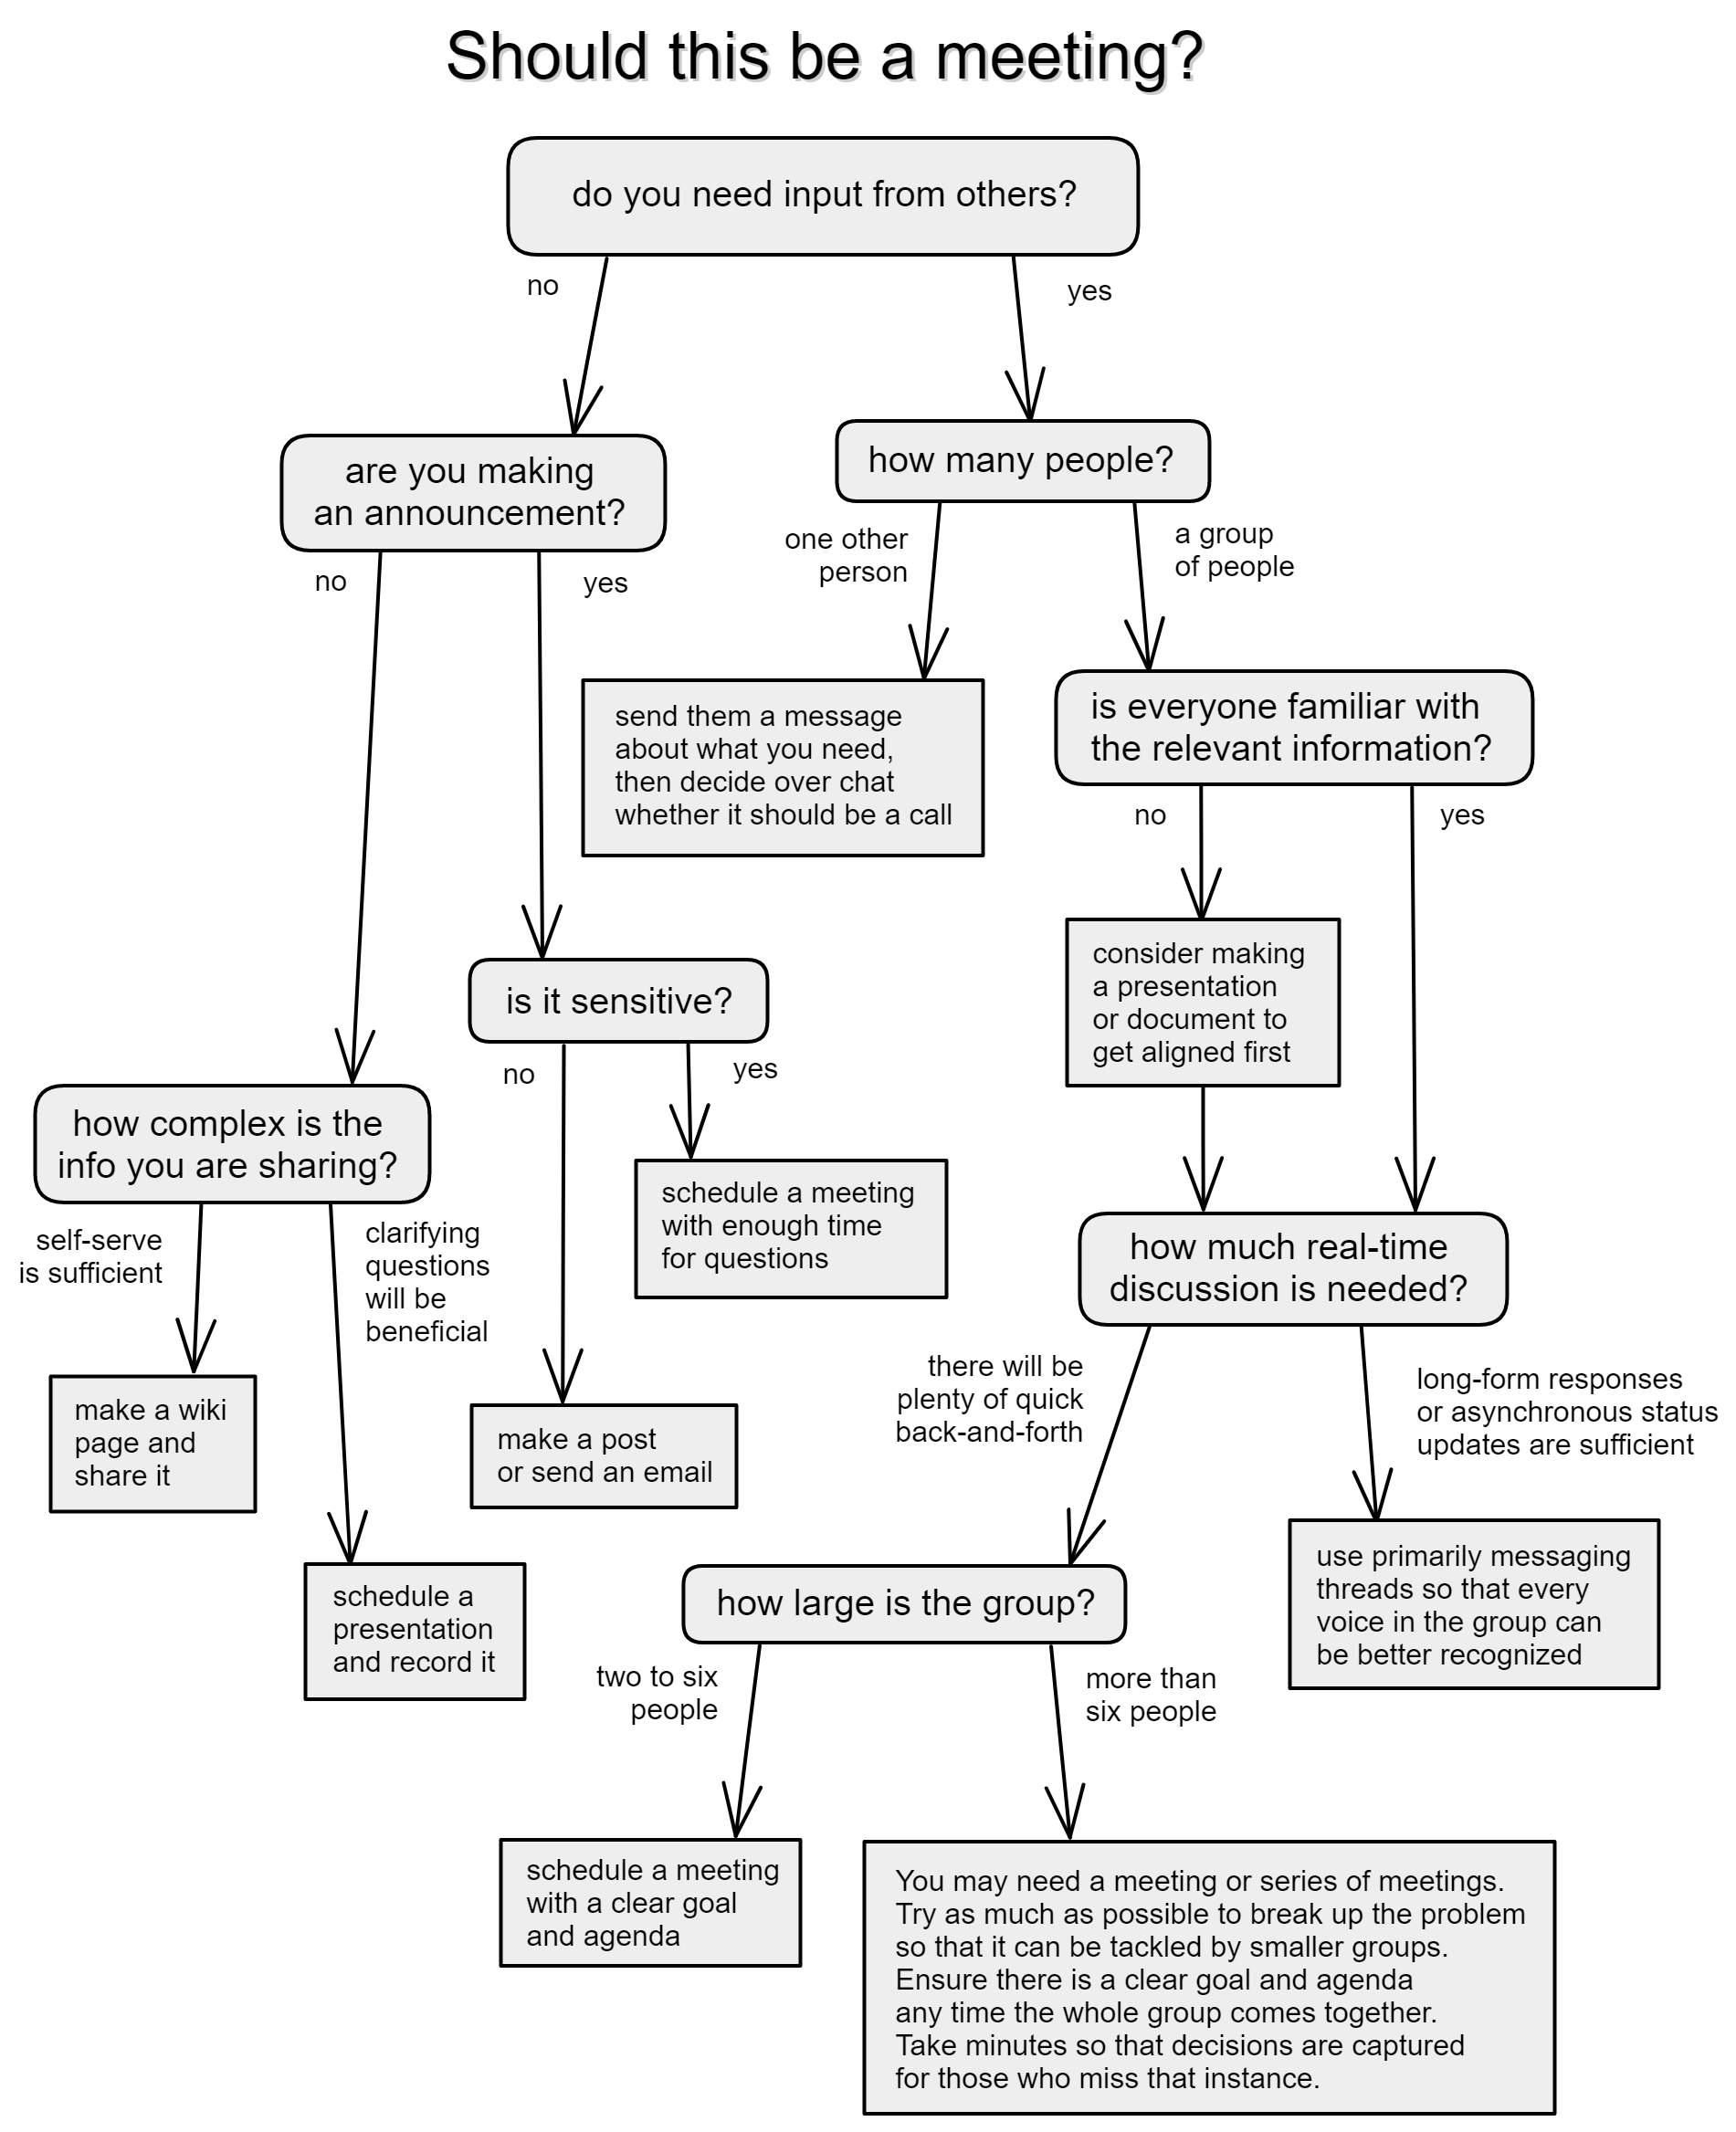 Should this be a meeting?
do you need input from others?
no
yes
are you making
an announcement?
how many people?
no
yes
one other
person
a group
of people
send them a message
about what you need,
then decide over chat
whether it should be a call
is everyone familiar with
the relevant information?
no
yes
consider making
a presentation
or document to
get aligned first
is it sensitive?
no
yes
how complex is the
info you are sharing?
self-serve
is sufficient
clarifying
questions
will be
beneficial
schedule a meeting
with enough time
for questions
how much real-time
discussion is needed?
there will be
plenty of quick
back-and-forth
long-form responses
or asynchronous status
updates are sufficient
make a wiki
page and
share it
make a post
or send an email
schedule a
presentation
and record it
how large is the group?
use primarily messaging
threads so that every
voice in the group can
be better recognized
two to six
people
more than
six people
schedule a meeting
with a clear goal
and agenda
You may need a meeting or series of meetings.
Try as much as possible to break up the problem
so that it can be tackled by smaller groups.
Ensure there is a clear goal and agenda
any time the whole group comes together.
Take minutes so that decisions are captured
for those who miss that instance.